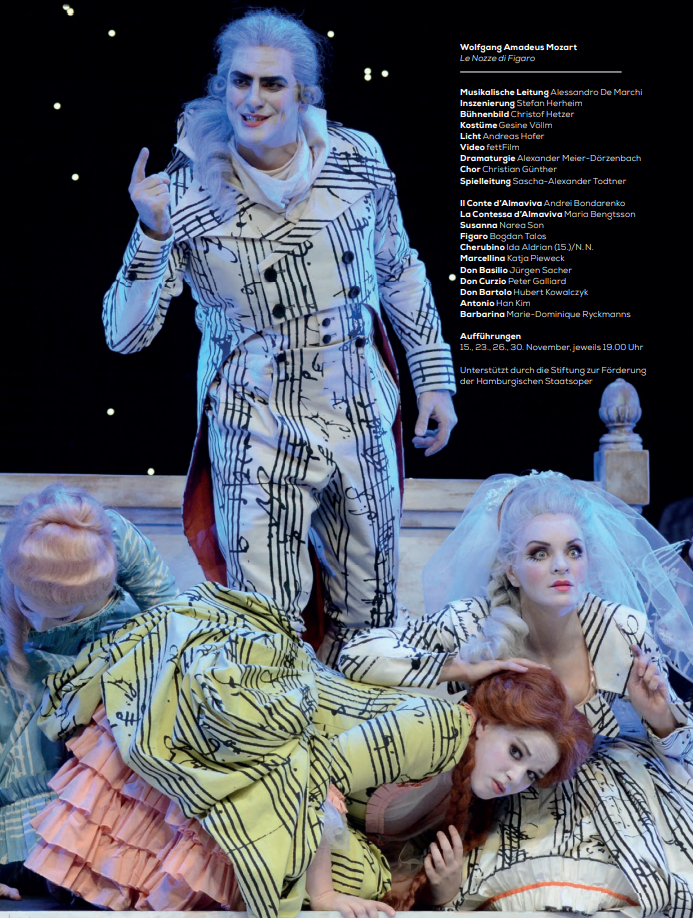 Wolfgang Amadeus Mozart
Le Nozze di Figaro
Musikalische Leitung Alessandro De Marchi
Inszenierung Stefan Herheim
Bühnenbild Christof Hetzer
Kostüme Gesine Völlm
Licht Andreas Hofer
Video fettFilm
Dramaturgie Alexander Meier-Dörzenbach
Chor Christian Günther
Spielleitung Sascha-Alexander Todtner
Il Conte d'Almaviva Andrei Bondarenko
La Contessa d'Almaviva Maria Bengtsson
Susanna Narea Son
Figaro Bogdan Talos
Cherubino Ida Aldrian (15.)/N.N.
Marcellina Katja Pieweck
Don Basilio Jürgen Sacher
Don Curzio Peter Galliard
Don Bartolo Hubert Kowalczyk
Antonio Han Kim
Barbarina Marie-Dominique Ryckmanns
Aufführungen
15., 23., 26., 30. November, jeweils 19.00 Uhr
Unterstützt durch die Stiftung zur Förderung
der Hamburgischen Staatsoper